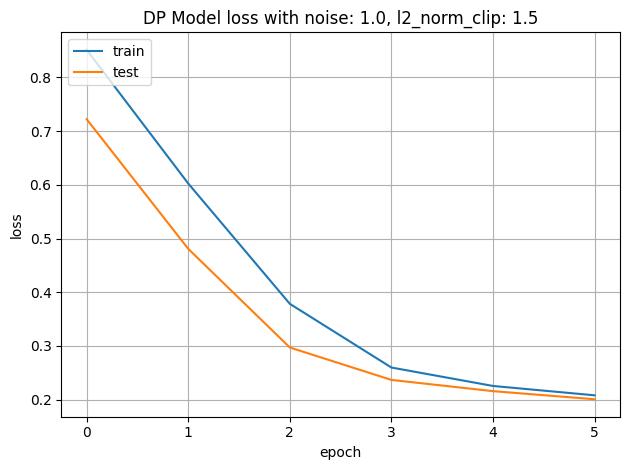 DP Model loss with noise: 1.0, l2_norm_clip: 1.5
train
test
0.8
0.7
0.6
0.5
0.4
0.3
0.2
loss
0 1 2 3 4 5
epoch